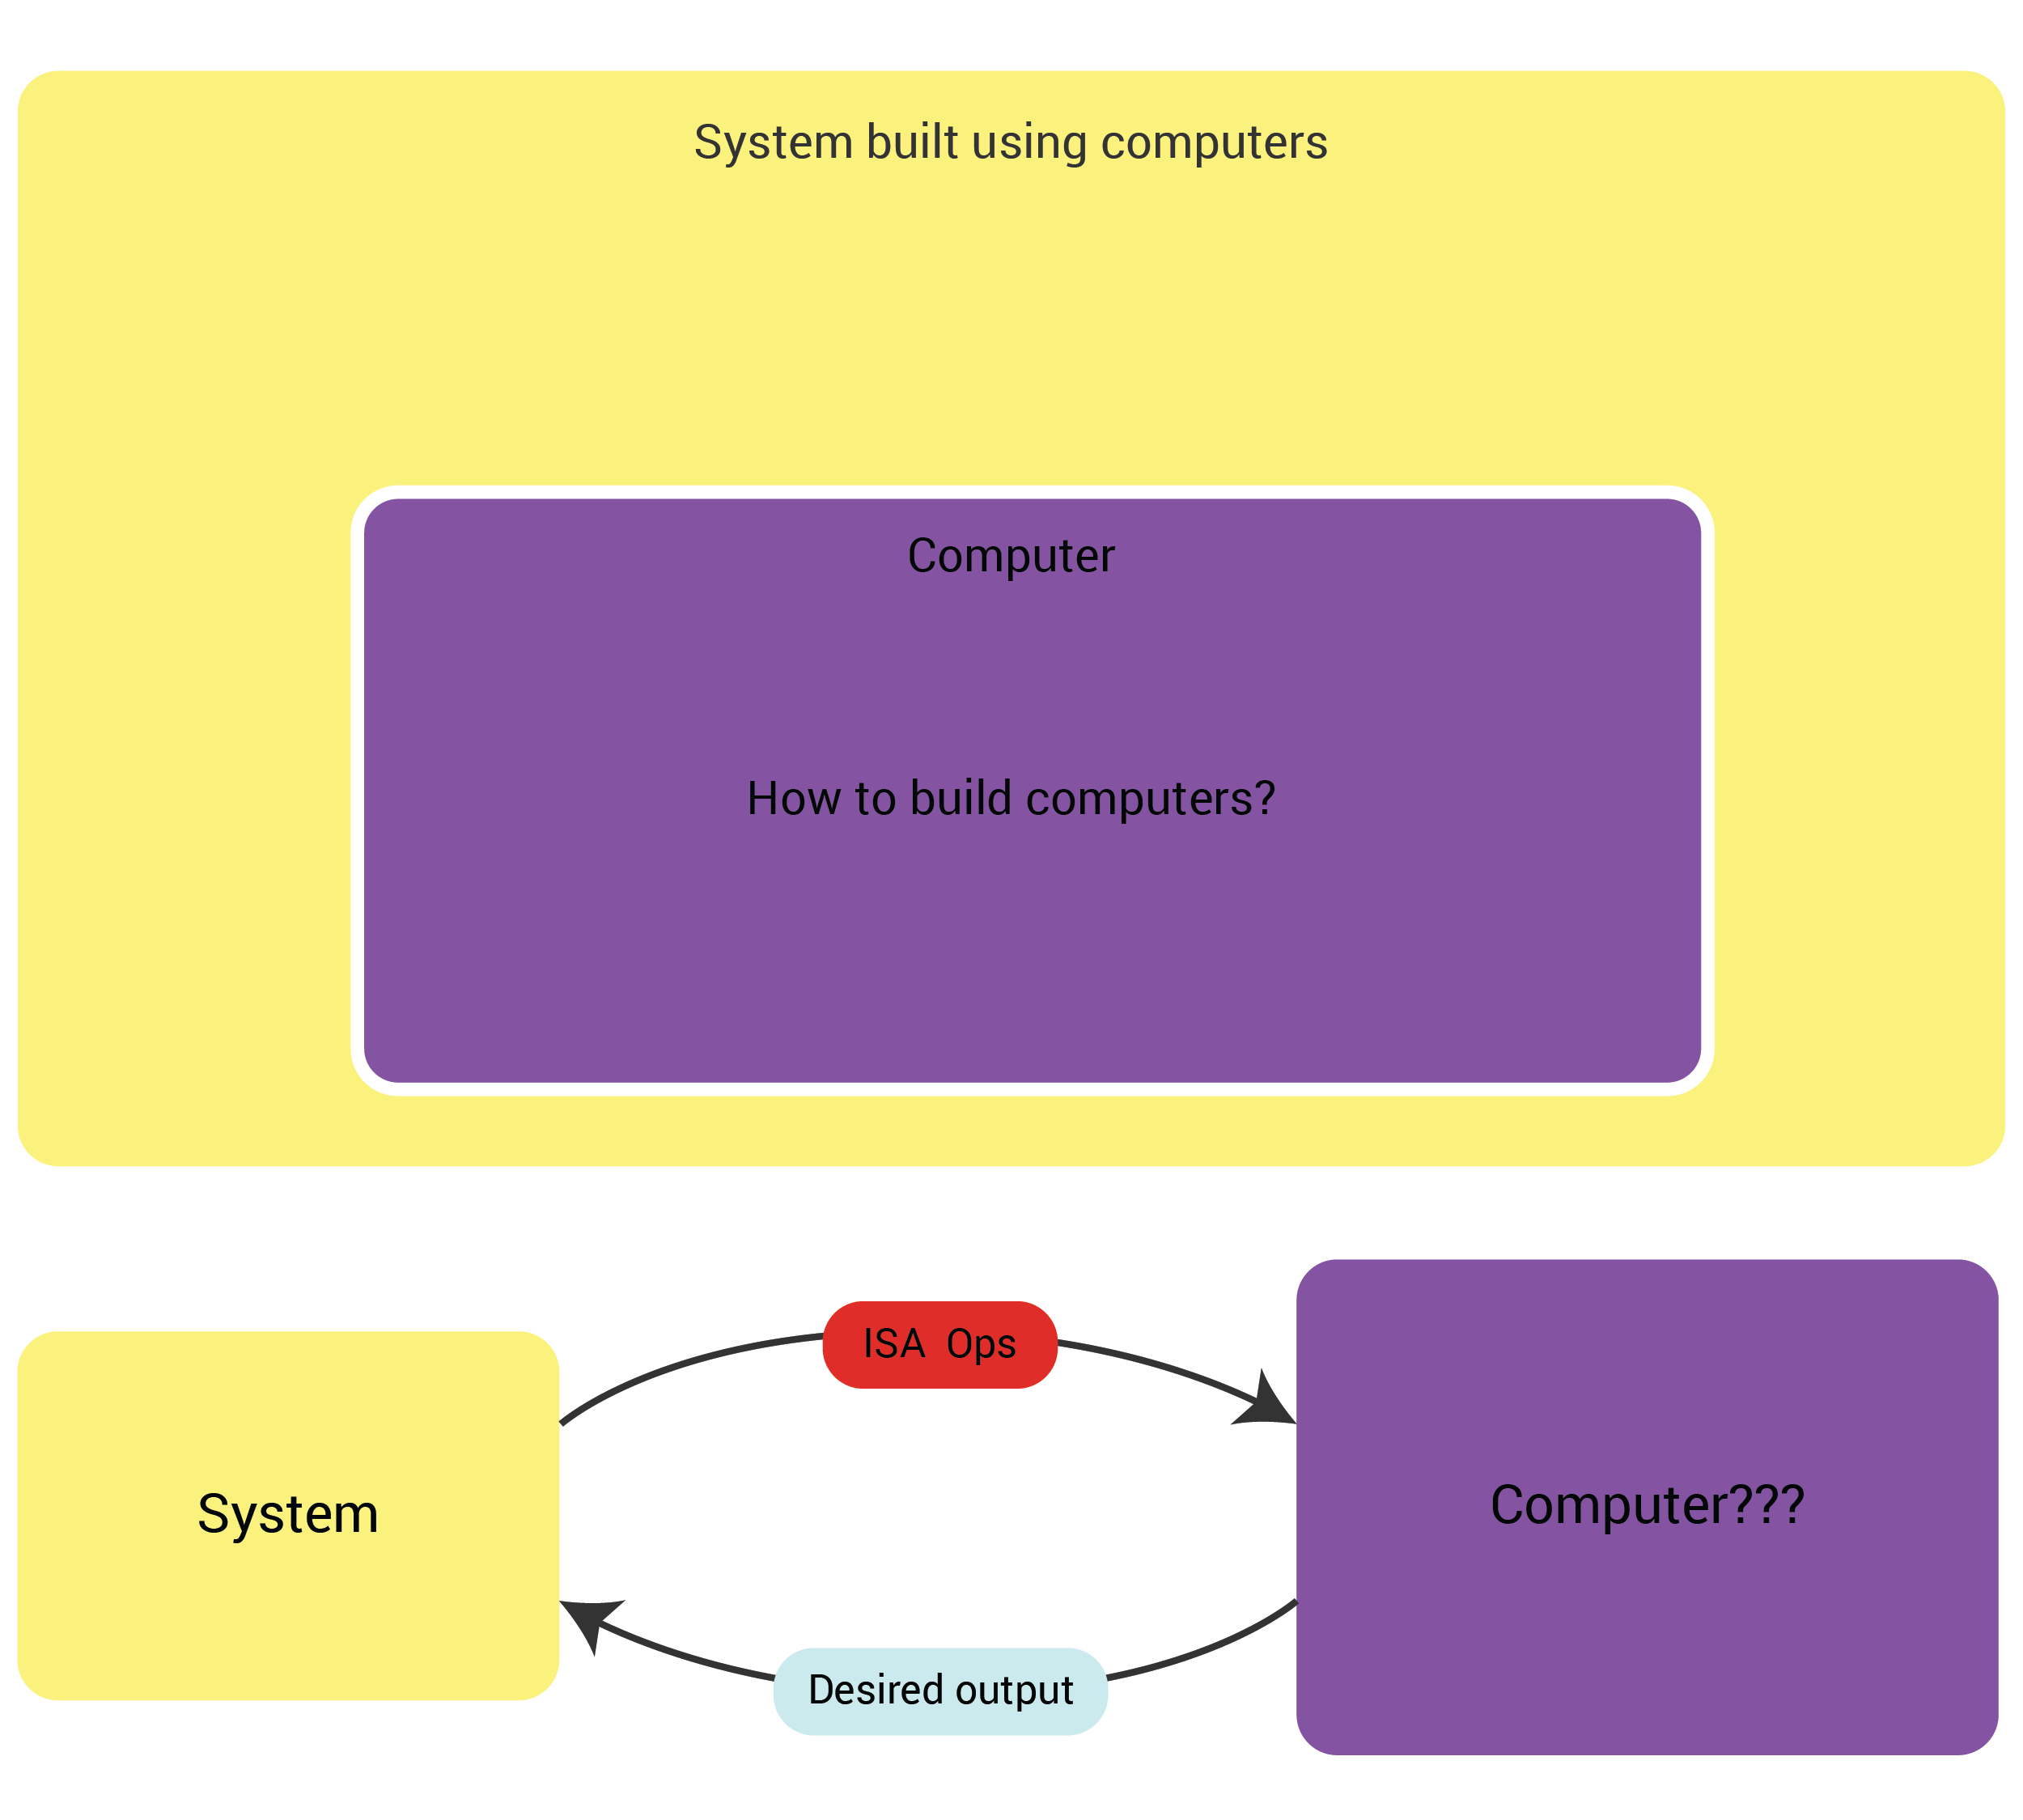 System built using computers
Computer
How to build computers?
ISA  Ops
System
Computer???
Desired output